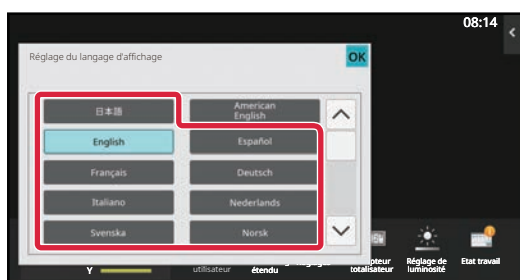 08:14
Réglage du langage d'affichage
OK
日本語
American
English
English
Español
Français
Deutsch
Italiano
Nederlands
Svenska
Norsk
Réglage de
luminosité
Etat travail
totalisateur
utilisateur
étendu
Y